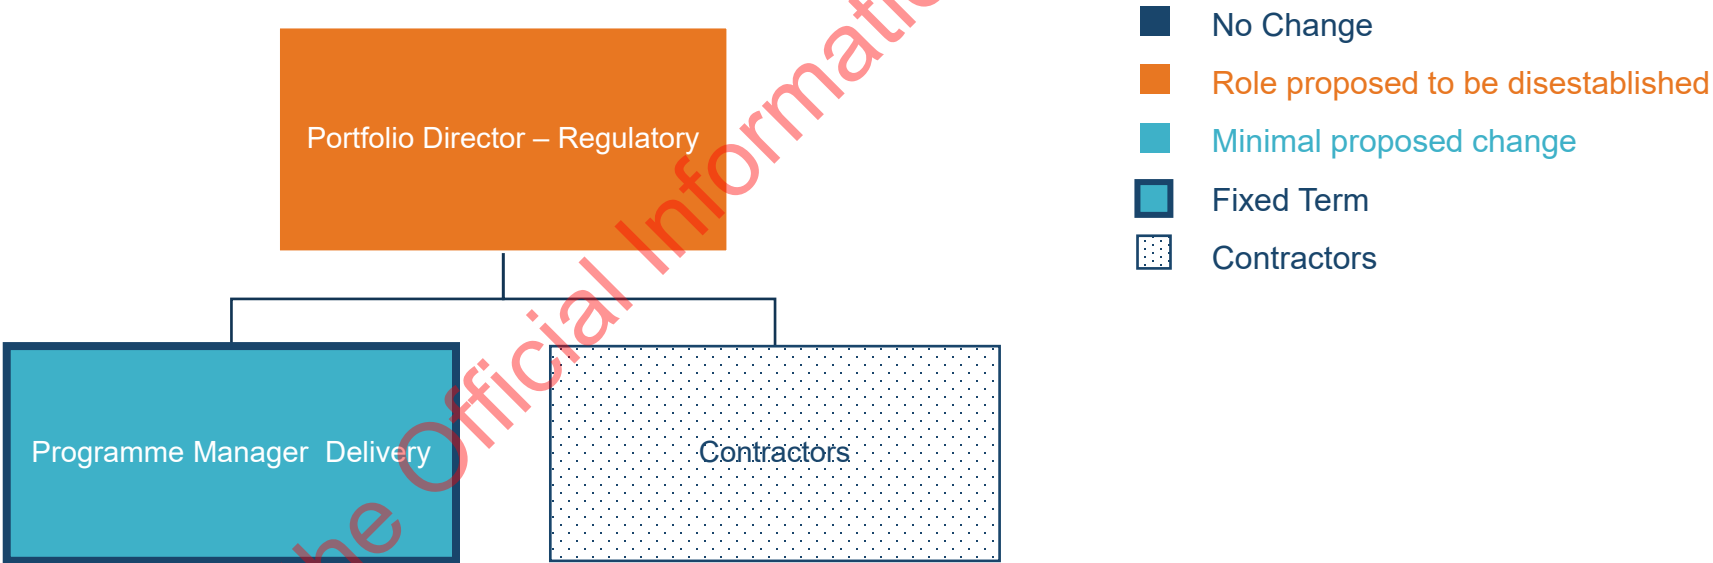 No Change
Role proposed to be disestablished
Minimal proposed change
Fixed Term
Contractors
Portfolio Director – Regulatory
Programme Manager  Delivery
Contractors
he Official Informatio